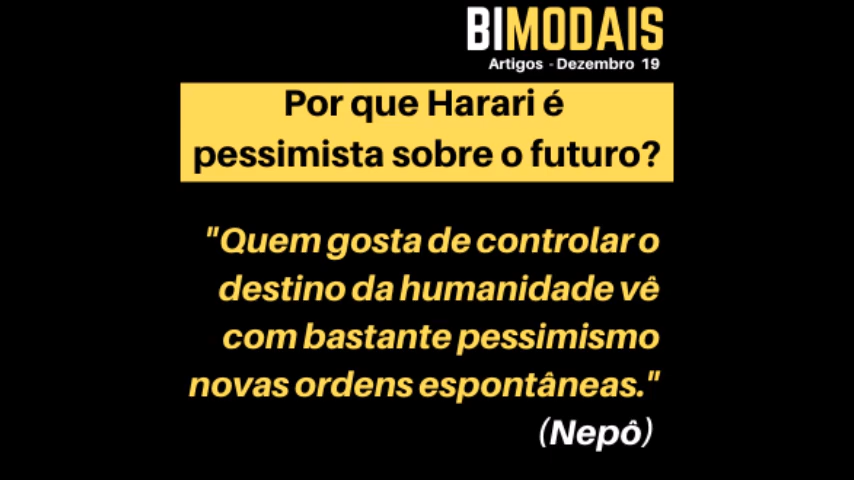 BIMODAIS
Artigos - Dezembro 19
Por que Harari é
pessimista sobre o futuro?
"Quem gosta de controlar o
destino da humanidade vê
com bastante pessimismo
novas ordens espontâneas."
(Nepô)